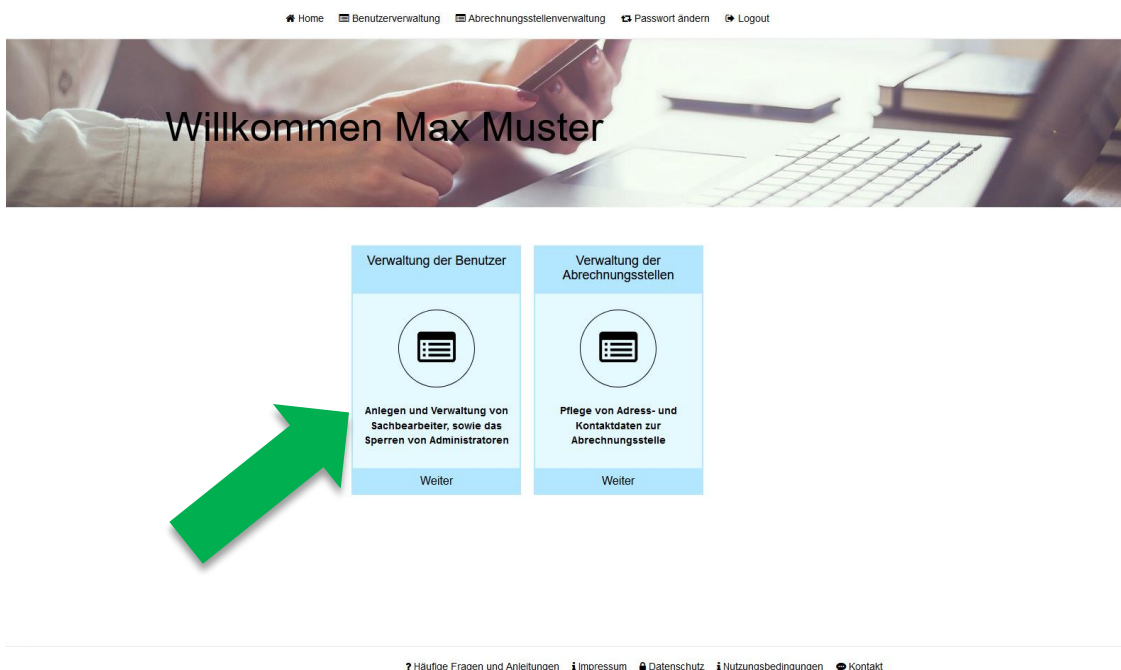 Home Benutzerverwaltung Abrechnungsstellenverwaltung Passwort ändern Logout
Willkommen Max Muster
Verwaltung der Benutzer
Anlegen und Verwaltung von
Sachbearbeiter, sowie das
Sperren von Administratoren
Weiter
Verwaltung der
Abrechnungsstellen
Pflege von Adress- und
Kontaktdaten zur
Abrechnungsstelle
Weiter
Häufige Fragen und Anleitungen Impressum Datenschutz Nutzungsbedingungen Kontakt